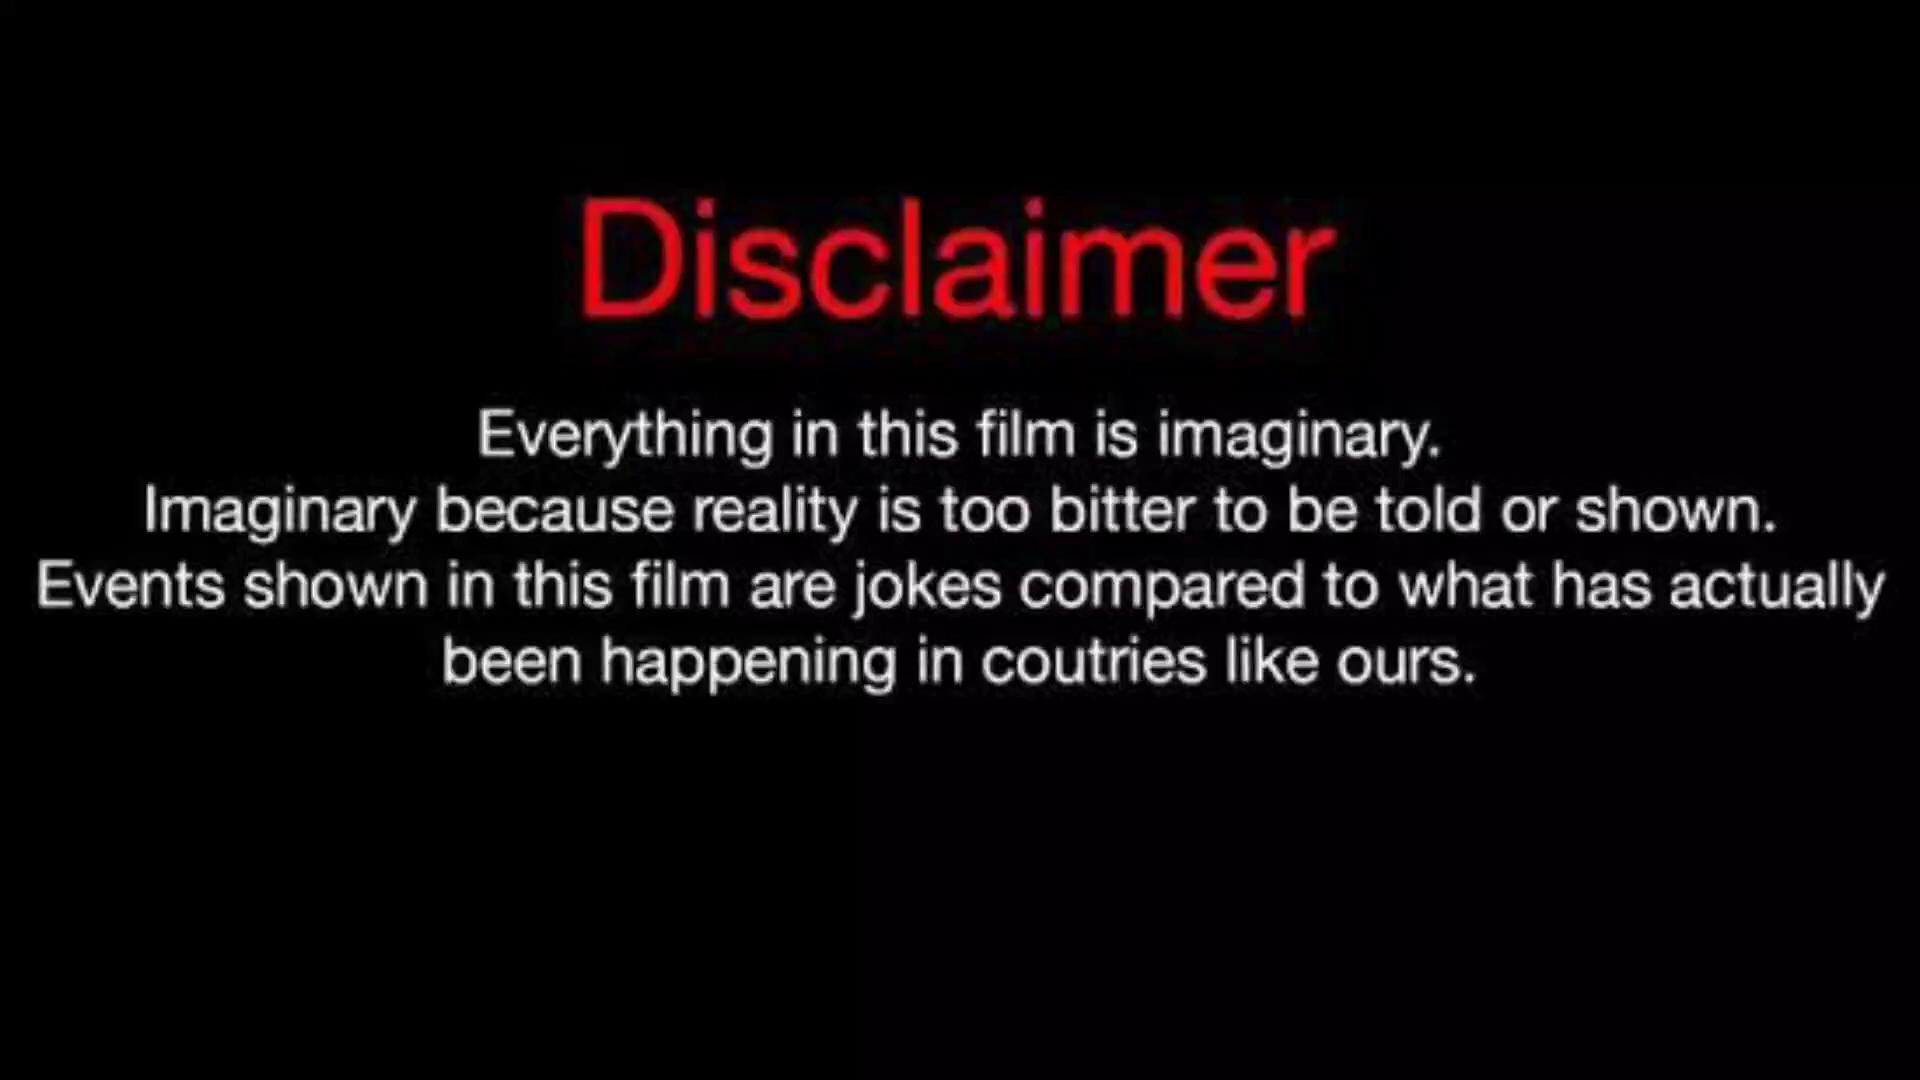 Disclaimer
Everything in this film is imaginary.
Imaginary because reality is too bitter to be told or shown.
Events shown in this film are jokes compared to what has actually
been happening in coutries like ours.